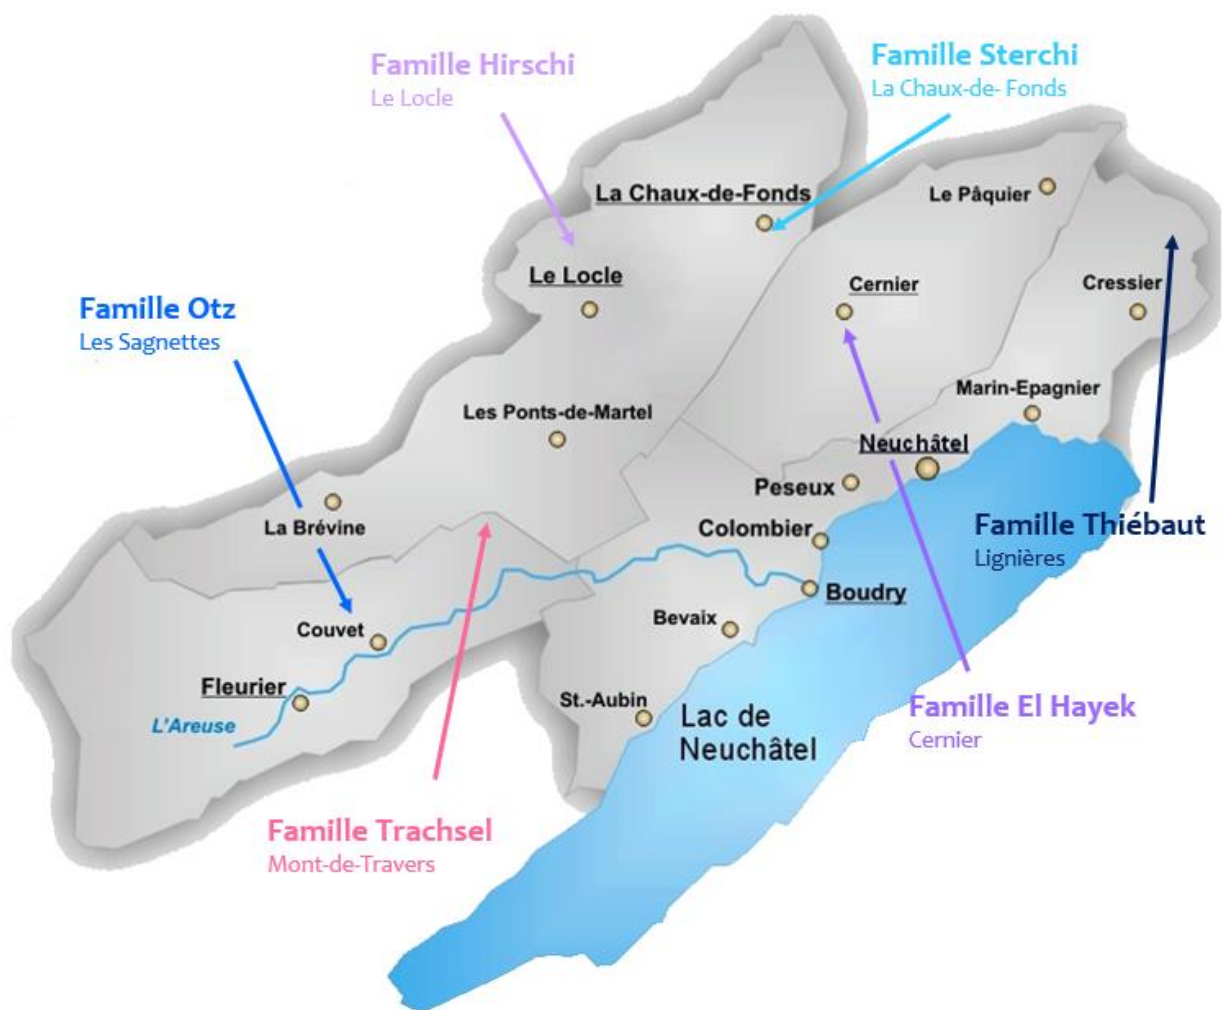 Famille Hirschi
Le Locle
Famille Sterchi
La Chaux-de- Fonds
La Chaux-de-Fonds
Le Pâquier
Le Locle
Cernier
Cressier
Famille Otz
Les Sagnettes
Les Ponts-de-Martel
Marin-Epagnier
Neuchâtel
Peseux
La Brévine
Colombier
Famille Thiébaut
Lignières
Boudry
Bevaix
Couvet
Fleurier
L'Areuse
St.-Aubin
Lac de
Neuchâtel
Famille El Hayek
Cernier
Famille Trachsel
Mont-de-Travers